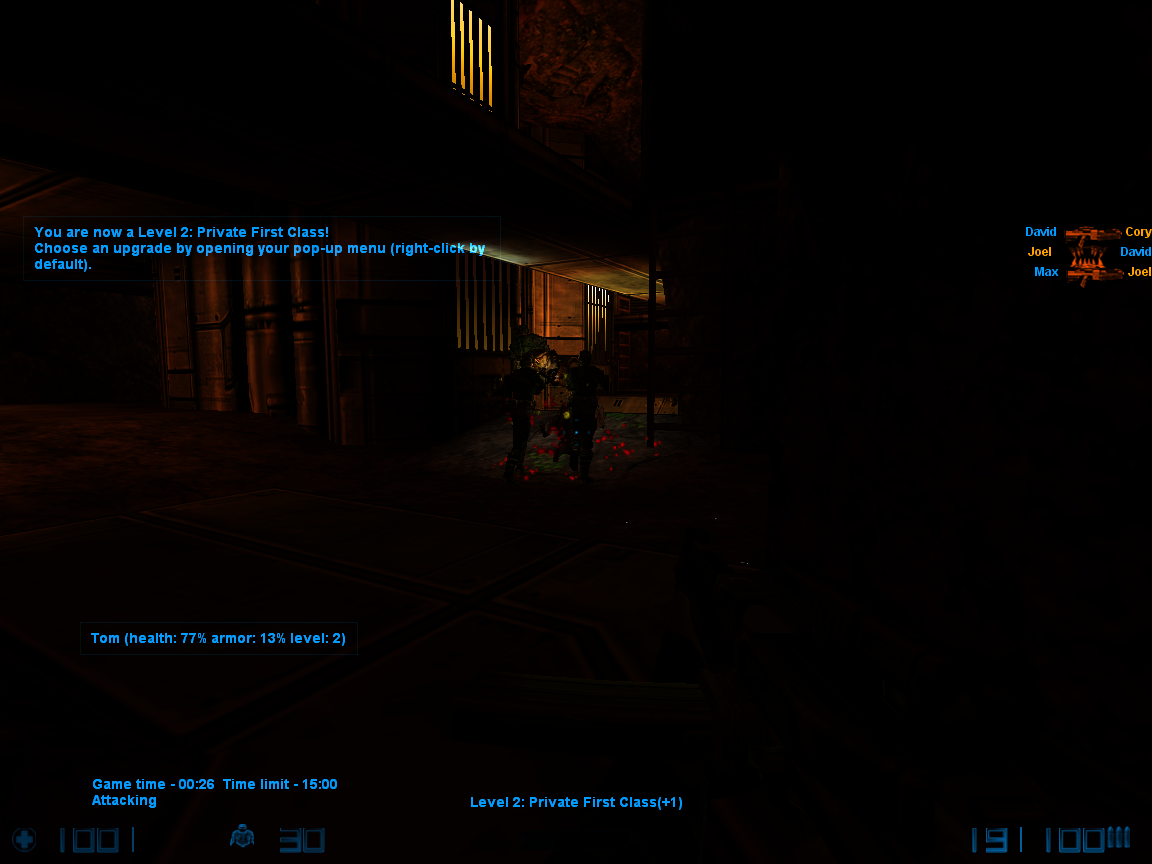 You are now a Level 2: Private First Class!
Choose an upgrade by opening your pop-up menu (right-click by
default).
David Cory
Joel David
Max Joel
Tom (health: 77% armor: 13% level: 2)
Game time - 00:26 Time limit - 15:00
Attacking
Level 2: Private First Class(+1)
100 | 30 19 | 100